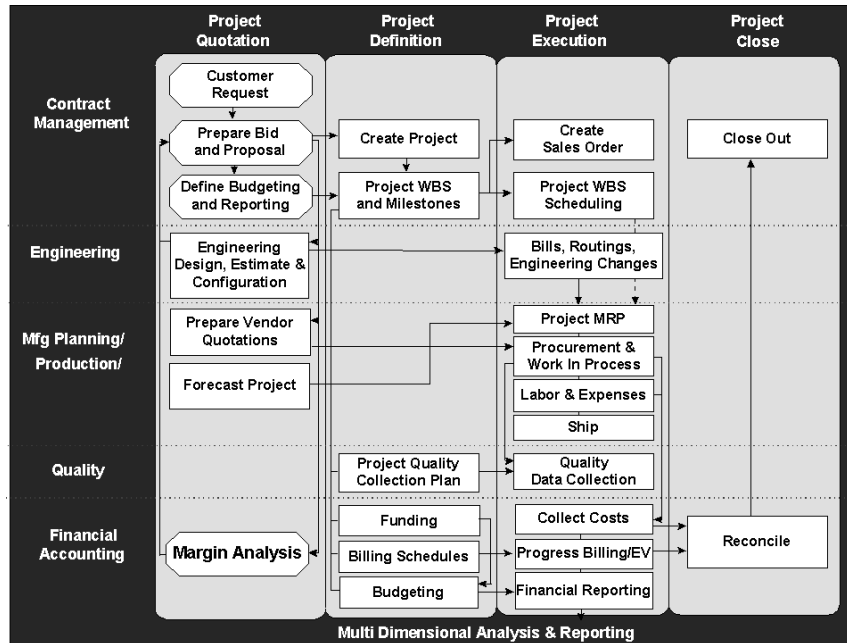 Project
Quotation
Project
Definition
Project
Execution
Project
Close
Contract
Management
Customer
Request
Prepare Bid
and Proposal
Create Project
Create
Sales Order
Close Out
Define Budgeting
and Reporting
Project WBS
and Milestones
Project WBS
Scheduling
Engineering
Engineering
Design, Estimate &
Configuration
Bills, Routings,
Engineering Changes
Mfg Planning/
Production/
Prepare Vendor
Quotations
Project MRP
Procurement &
Work In Process
Forecast Project
Labor & Expenses
Ship
Quality
Project Quality
Collection Plan
Quality
Data Collection
Financial
Accounting
Margin Analysis
Funding
Collect Costs
Reconcile
Billing Schedules
Progress Billing/EV
Budgeting
Financial Reporting
Multi Dimensional Analysis & Reporting